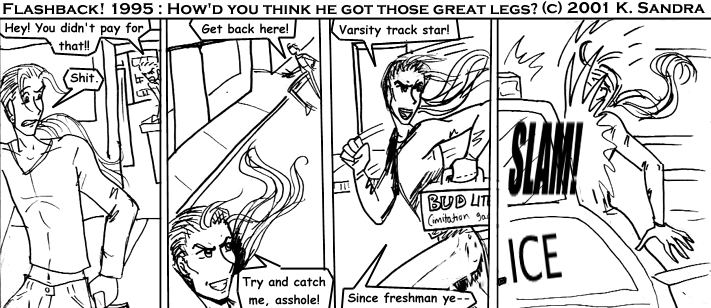 FLASHBACK! 1995 : HOW'D YOU THINK HE GOT THOSE GREAT LEGS? (C) 2001 K. SANDRA
Hey! You didn't pay for
that!!
Shit.
Get back here!
Try and catch
me, asshole!
Varsity track star!
BUD LITE
(imitation
Since freshman ye--
SLAM!
ICE